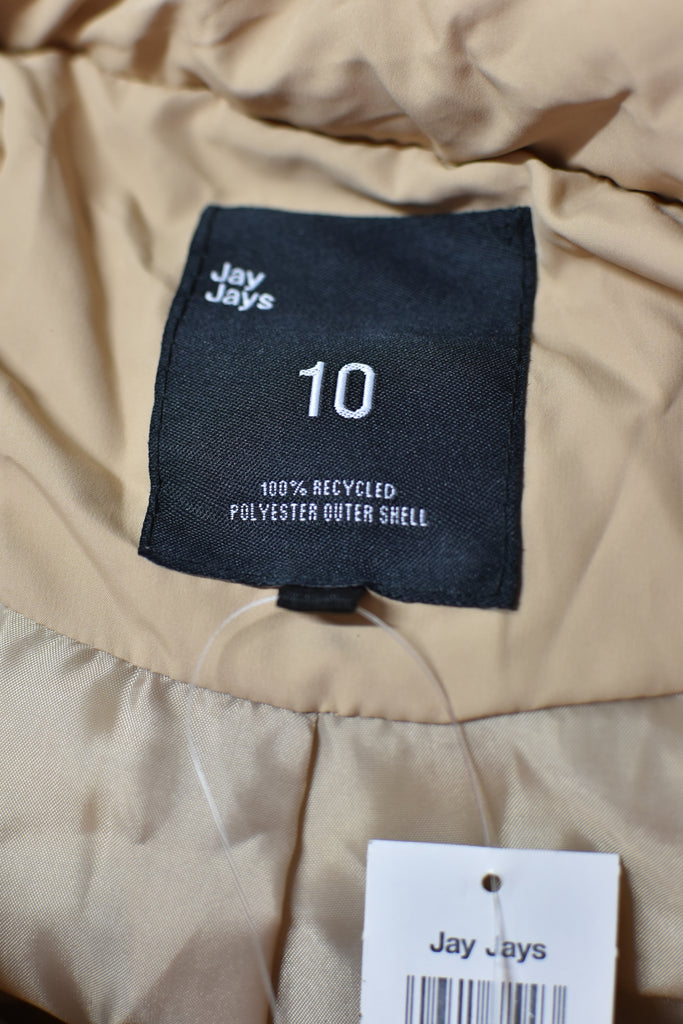 Jay
Jays
10
100% RECYCLED
POLYESTER OUTER SHELL
Jay Jays